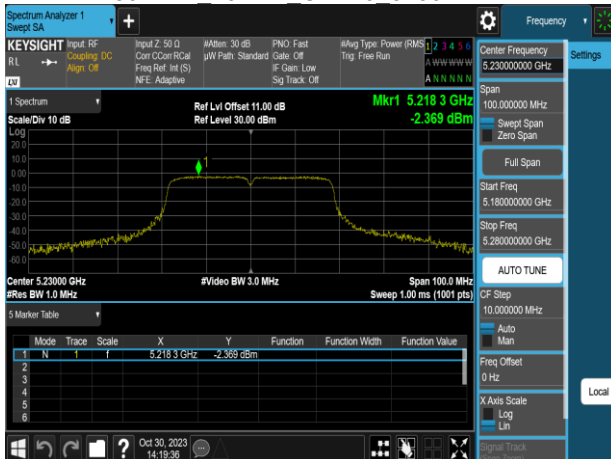 Spectrum Analyzer 1
Swept SA
+
Frequency
KEYSIGHT
Input: RF
Coupling: DC
Align: Off
Input Z: 50 Ω
Corr CCorr RCal
Freq Ref: Int (S)
NFE: Adaptive
#Atten: 30 dB
µW Path: Standard
PNO: Fast
Gate: Off
IF Gain: Low
Sig Track: Off
#Avg Type: Power (RMS
Trig: Free Run
1 2 3 4 5 6
A W W W W W
A N N N N N
RL
LXI
1 Spectrum
Scale/Div 10 dB
Ref Lvl Offset 11.00 dB
Ref Level 30.00 dBm
Mkr1 5.218 3 GHz
-2.369 dBm
Log
20.0
10.0
0.00
-10.0
-20.0
-30.0
-40.0
-50.0
-60.0
1
Center 5.23000 GHz
#Res BW 1.0 MHz
#Video BW 3.0 MHz
Span 100.0 MHz
Sweep 1.00 ms (1001 pts)
5 Marker Table
Mode Trace Scale X Y Function Function Width Function Value
1 N 1 f 5.218 3 GHz -2.369 dBm
2
3
4
5
6
Oct 30, 2023
14:19:36
?
Center Frequency
5.230000000 GHz
Settings
Span
100.000000 MHz
Swept Span
Zero Span
Full Span
Start Freq
5.180000000 GHz
Stop Freq
5.280000000 GHz
AUTO TUNE
CF Step
10.000000 MHz
Auto
Man
Freq Offset
0 Hz
X Axis Scale
Log
Lin
Local
Signal Track